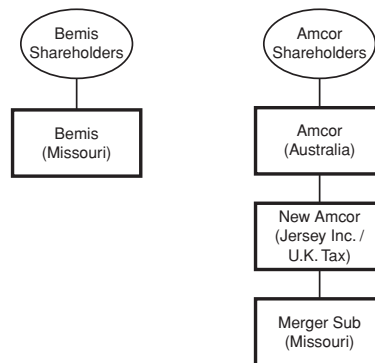 Bemis
Shareholders
Bemis
(Missouri)
Amcor
Shareholders
Amcor
(Australia)
New Amcor
(Jersey Inc. /
U.K. Tax)
Merger Sub
(Missouri)